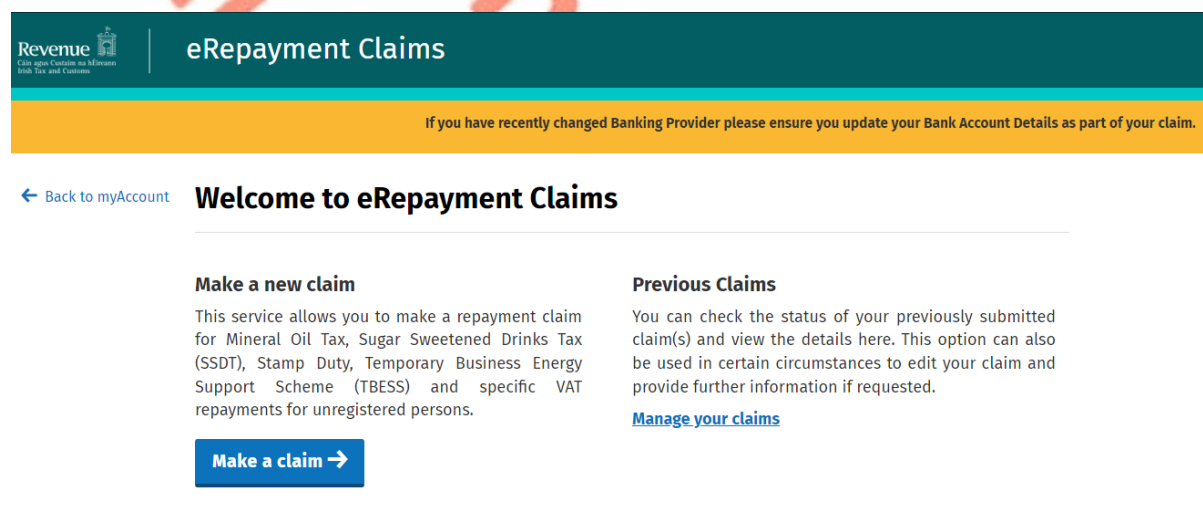 Revenue
Cáin agus Custaim na hÉireann
Irish Tax and Customs
eRepayment Claims
If you have recently changed Banking Provider please ensure you update your Bank Account Details as part of your claim.
Back to myAccount
Welcome to eRepayment Claims
Make a new claim
This service allows you to make a repayment claim
for Mineral Oil Tax, Sugar Sweetened Drinks Tax
(SSDT), Stamp Duty, Temporary Business Energy
Support Scheme (TBESS) and specific VAT
repayments for unregistered persons.
Make a claim
Previous Claims
You can check the status of your previously submitted
claim(s) and view the details here. This option can also
be used in certain circumstances to edit your claim and
provide further information if requested.
Manage your claims